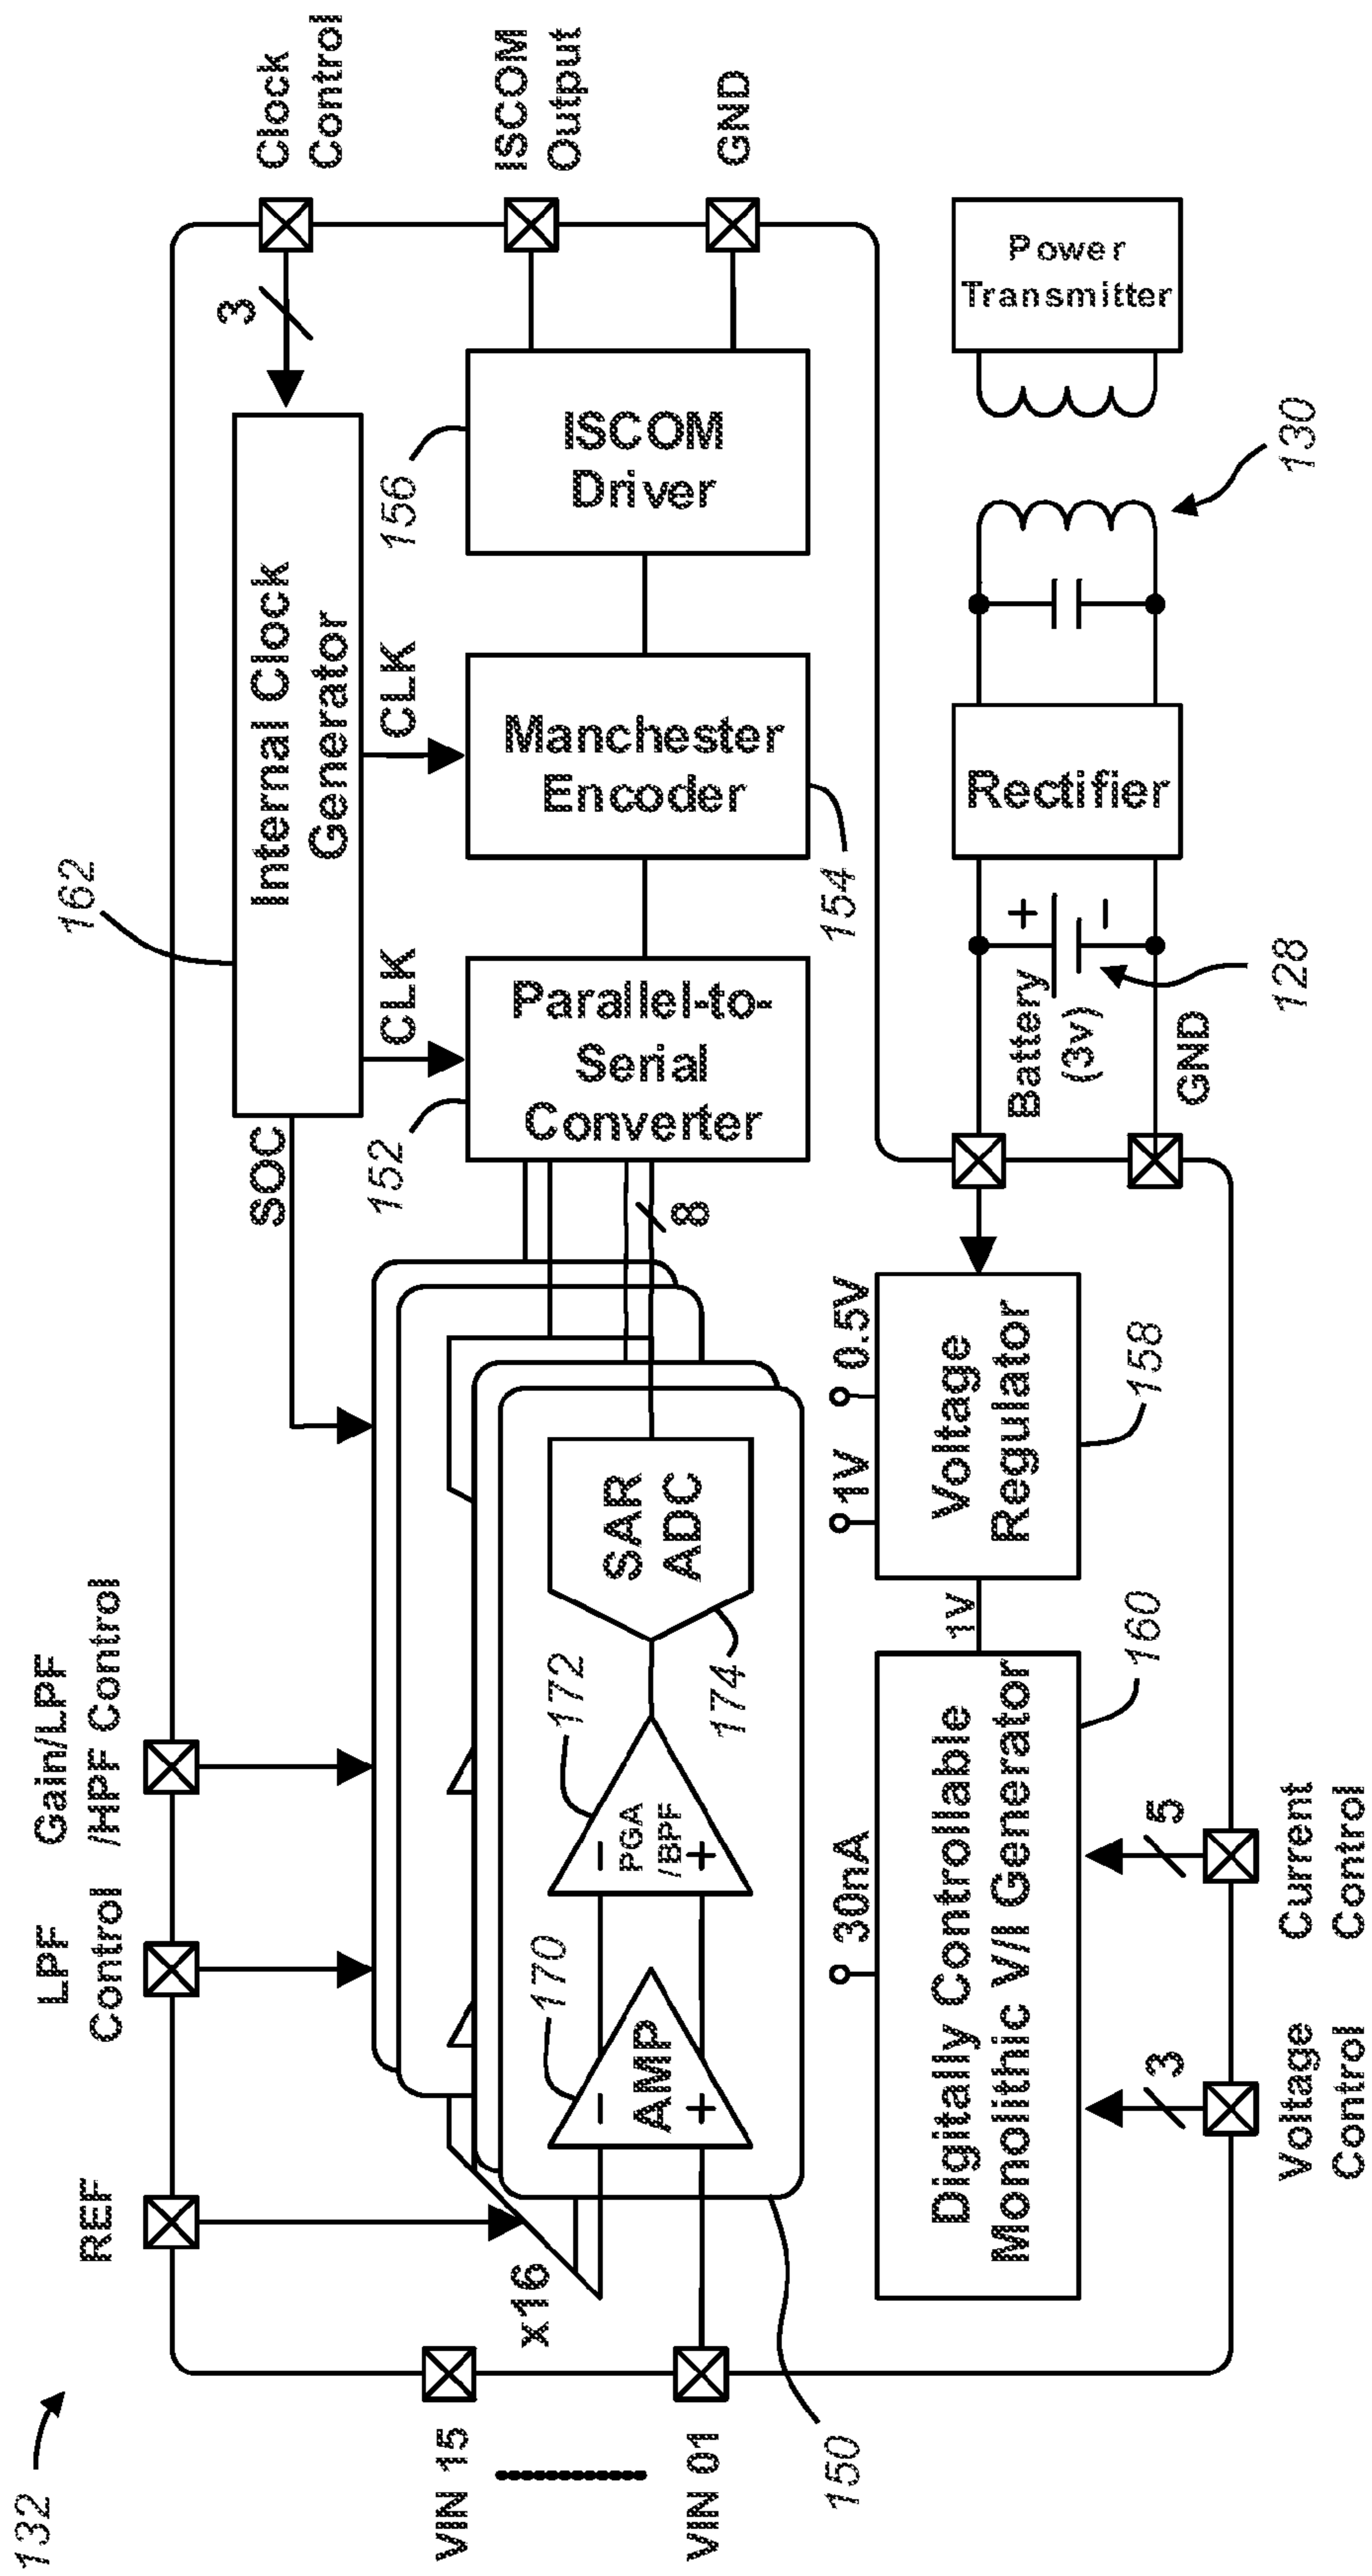 132
REF
LPF
Control
Gain/LPF
/HPF Control
162
Internal Clock
Generator
3
Clock
Control
SOC
CLK
CLK
152
156
VIN 15
VIN 01
x16
170
AMP
−
+
172
PGA
/BPF
−
+
SAR
ADC
174
150
8
Parallel-to-
Serial
Converter
Manchester
Encoder
154
ISCOM
Driver
ISCOM
Output
GND
30nA
1V
0.5V
Digitally Controllable
Monolithic V/I Generator
160
1V
Voltage
Regulator
158
Battery
(3v)
+
−
128
GND
Rectifier
130
Power
Transmitter
3
5
Voltage
Control
Current
Control